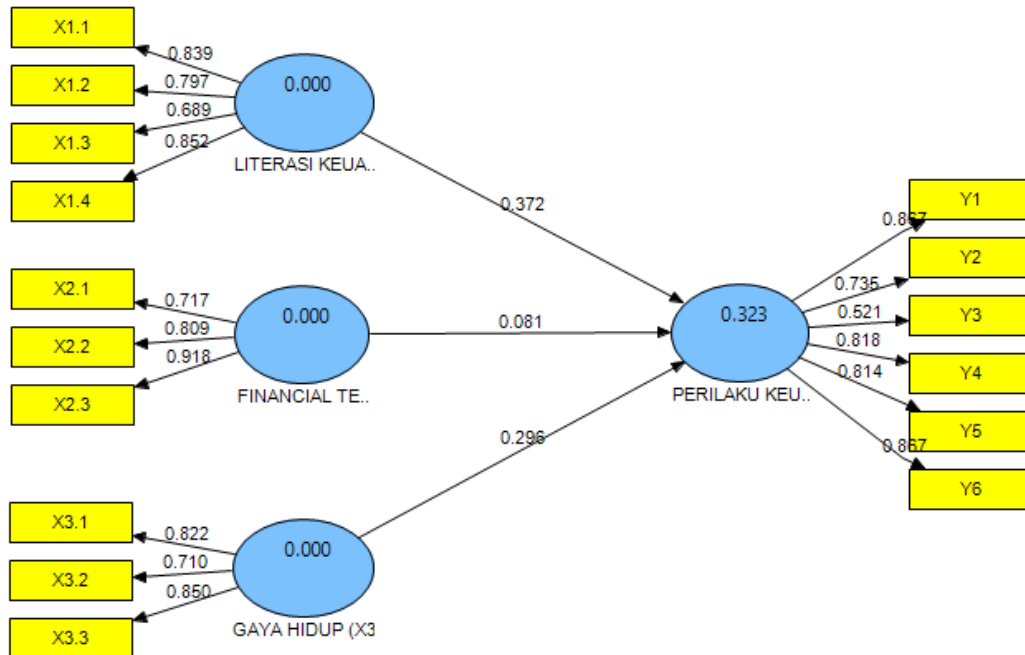 X1.1
0.839
X1.2
0.797
X1.3
0.689
X1.4
0.852
0.000
LITERASI KEUA..
0.372
X2.1
0.717
X2.2
0.809
X2.3
0.918
0.000
FINANCIAL TE..
0.081
X3.1
0.822
X3.2
0.710
X3.3
0.850
0.000
GAYA HIDUP (X3
0.296
0.323
PERILAKU KEU..
0.867
Y1
0.735
Y2
0.521
Y3
0.818
Y4
0.814
Y5
0.867
Y6